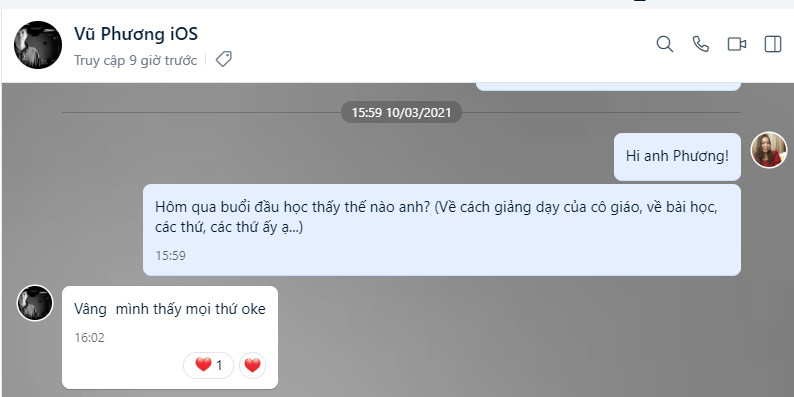 Vũ Phương iOS
Truy cập 9 giờ trước
15:59 10/03/2021
Hi anh Phương!
Hôm qua buổi đầu học thấy thế nào anh? (Về cách giảng dạy của cô giáo, về bài học,
các thứ, các thứ ấy ạ...)
15:59
Vâng  mình thấy mọi thứ oke
16:02
1